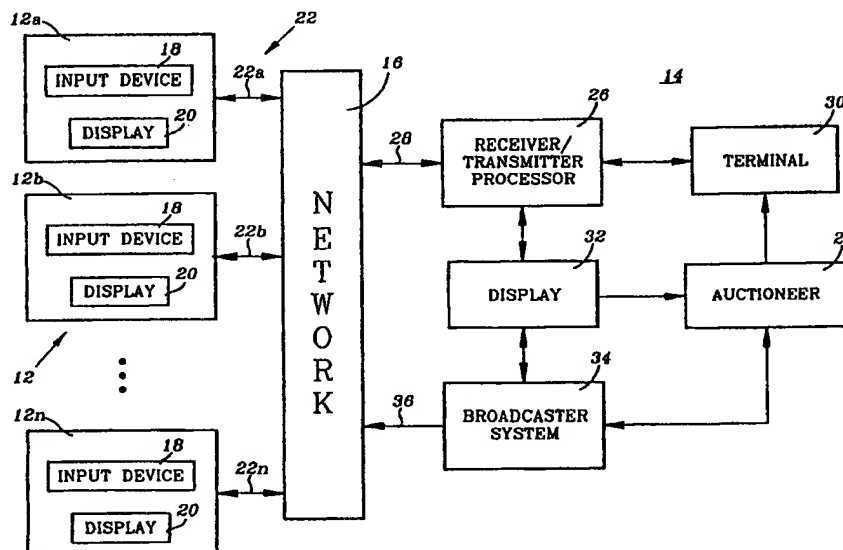 12a
18
INPUT DEVICE
20
DISPLAY
22
22a
12b
18
INPUT DEVICE
20
DISPLAY
22b
12
12n
18
INPUT DEVICE
20
DISPLAY
22n
16
NETWORK
14
28
26
RECEIVER/
TRANSMITTER
PROCESSOR
30
TERMINAL
32
DISPLAY
AUCTIONEER
36
34
BROADCASTER
SYSTEM